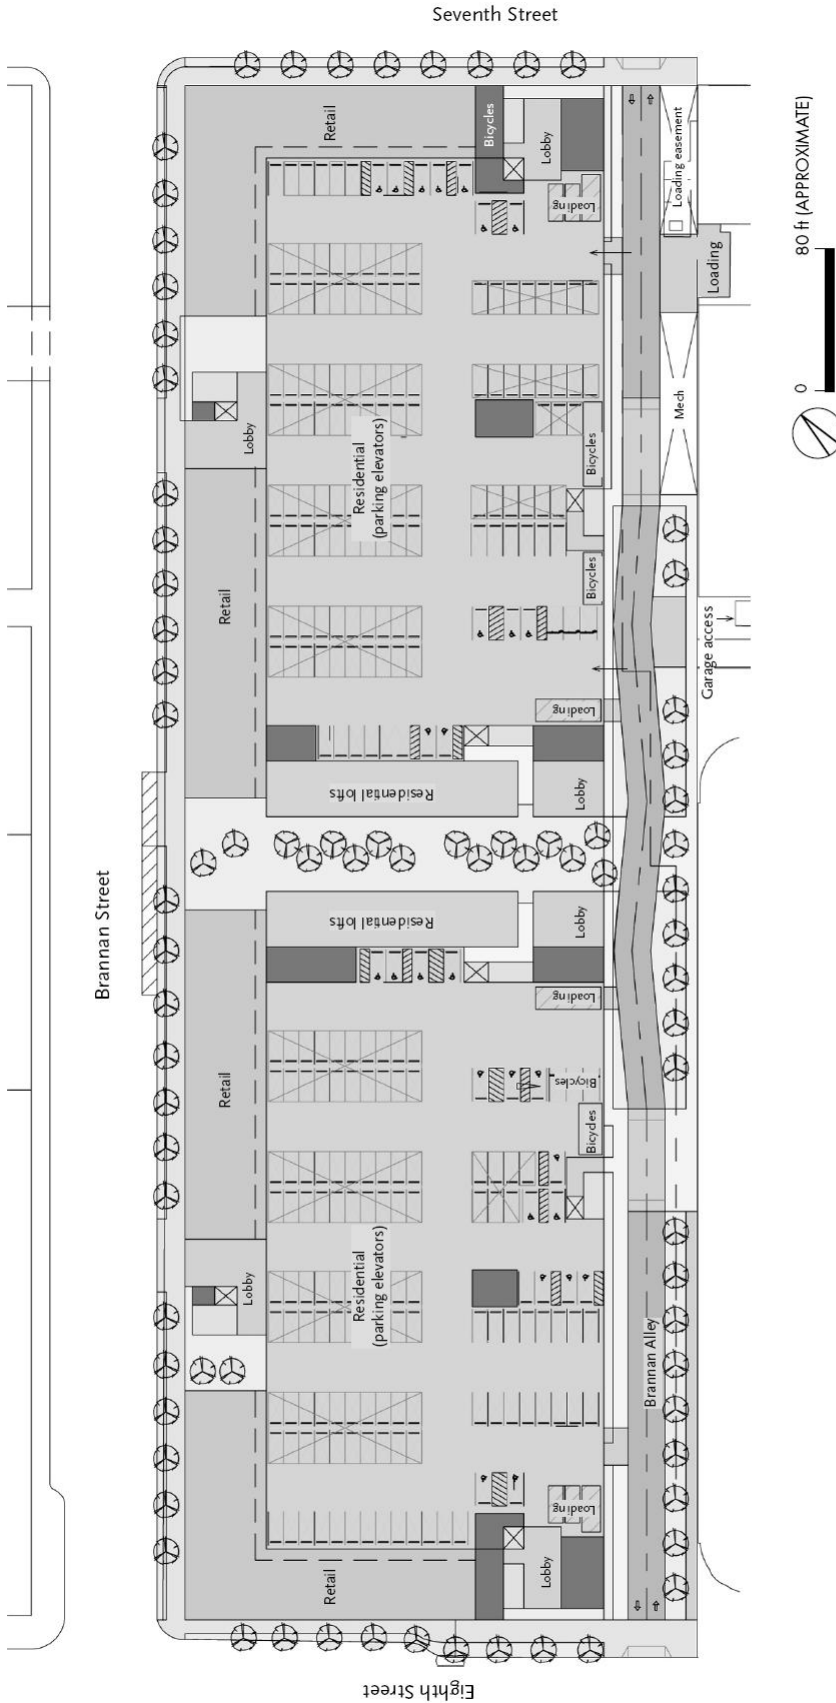 Seventh Street
Retail
Bicycles
Lobby
Loading
Loading easement
80 ft (APPROXIMATE)
0
Loading
Mech
Lobby
Residential
(parking elevators)
Bicycles
Bicycles
Retail
Garage access
Loading
Residential lofts
Lobby
Brannan Street
Residential lofts
Lobby
Loading
Retail
Bicycles
Bicycles
Lobby
Residential
(parking elevators)
Brannan Alley
Loading
Retail
Lobby
Eighth Street